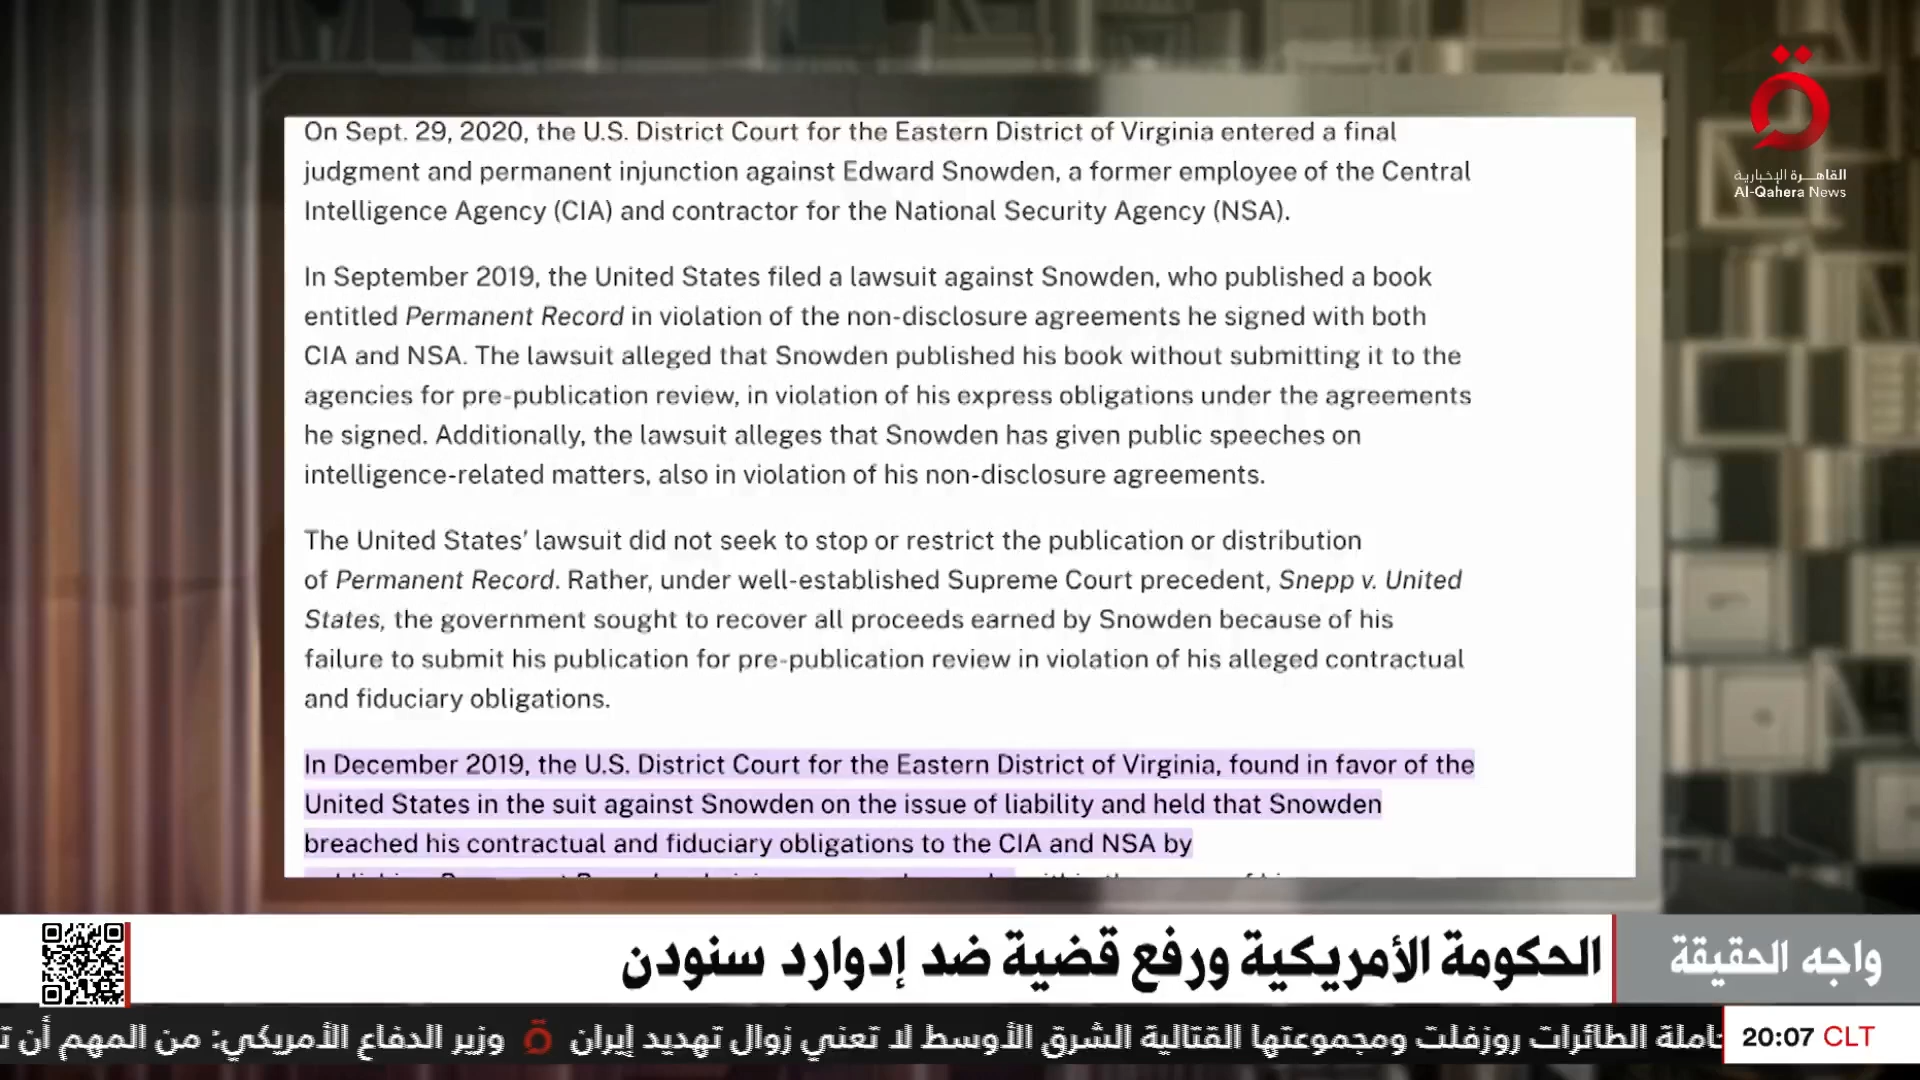 القاهرة الإخبارية
Al-Qahera News
On Sept. 29, 2020, the U.S. District Court for the Eastern District of Virginia entered a final
judgment and permanent injunction against Edward Snowden, a former employee of the Central
Intelligence Agency (CIA) and contractor for the National Security Agency (NSA).
In September 2019, the United States filed a lawsuit against Snowden, who published a book
entitled Permanent Record in violation of the non-disclosure agreements he signed with both
CIA and NSA. The lawsuit alleged that Snowden published his book without submitting it to the
agencies for pre-publication review, in violation of his express obligations under the agreements
he signed. Additionally, the lawsuit alleges that Snowden has given public speeches on
intelligence-related matters, also in violation of his non-disclosure agreements.
The United States’ lawsuit did not seek to stop or restrict the publication or distribution
of Permanent Record. Rather, under well-established Supreme Court precedent, Snepp v. United
States, the government sought to recover all proceeds earned by Snowden because of his
failure to submit his publication for pre-publication review in violation of his alleged contractual
and fiduciary obligations.
In December 2019, the U.S. District Court for the Eastern District of Virginia, found in favor of the
United States in the suit against Snowden on the issue of liability and held that Snowden
breached his contractual and fiduciary obligations to the CIA and NSA by
واجه الحقيقة
الحكومة الأمريكية ورفع قضية ضد إدوارد سنودن
الطائرات روزفلت ومجموعتها القتالية الشرق الأوسط لا تعني زوال تهديد إيران
وزير الدفاع الأمريكي: من المهم أن
20:07 CLT